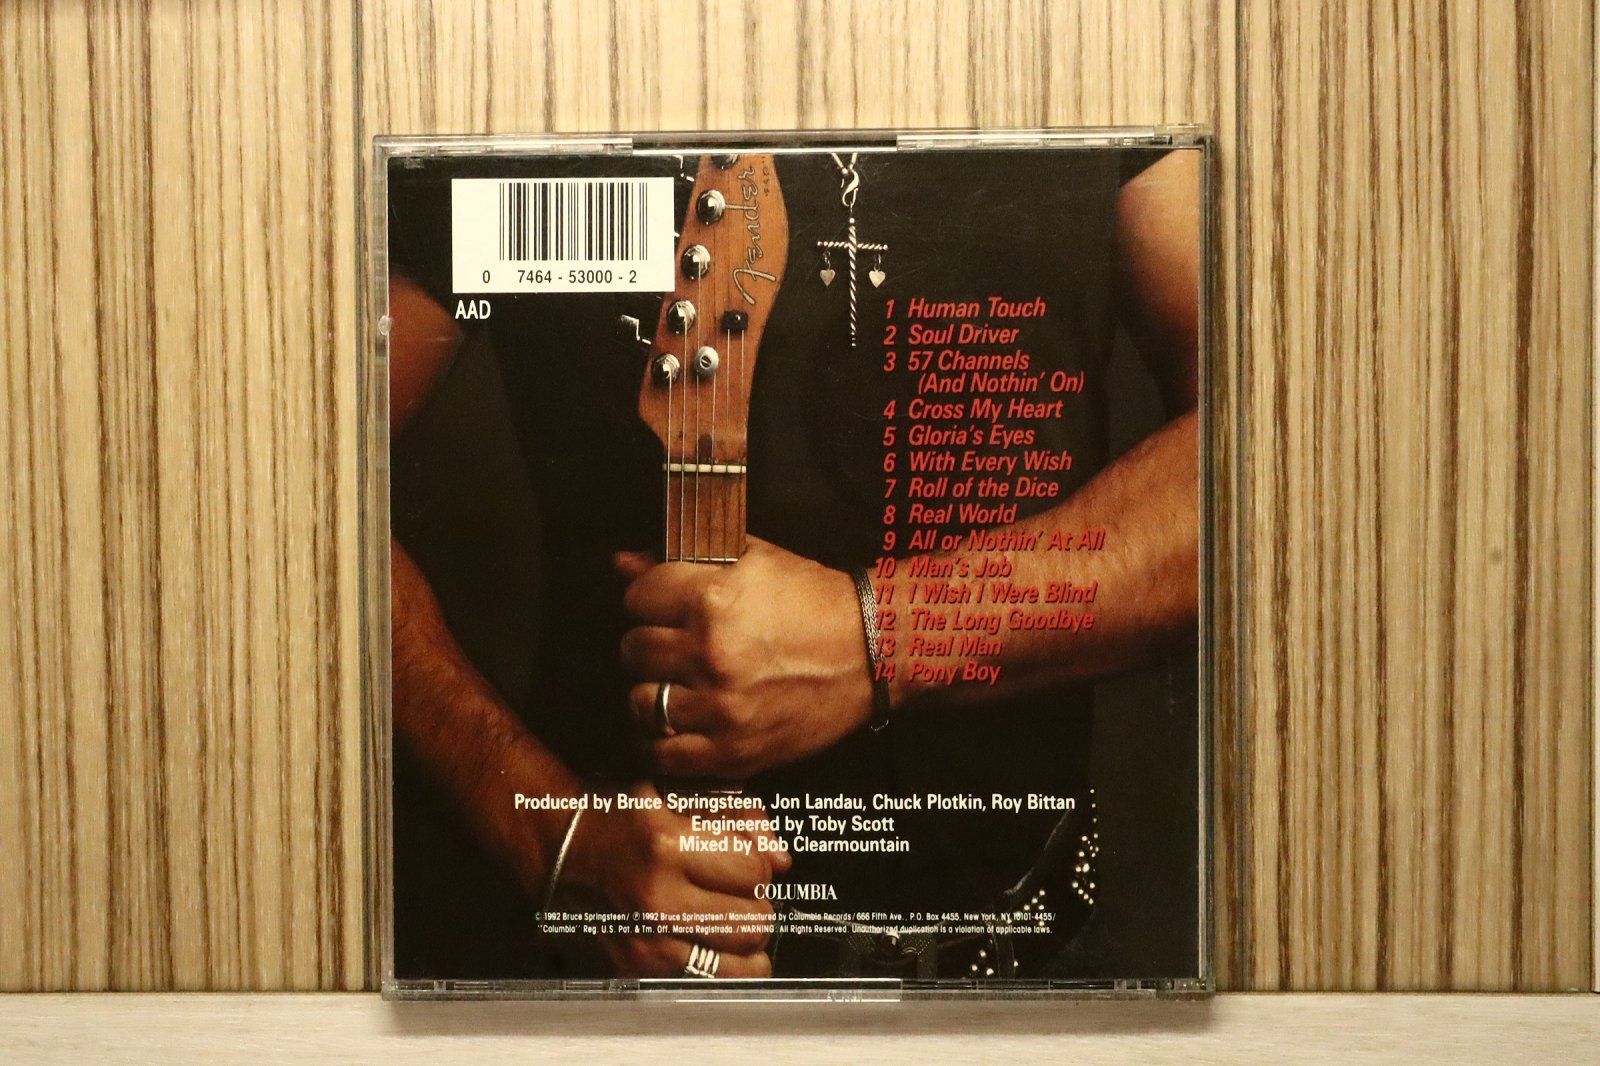 0 7464 - 53000 - 2
AAD
Fender
1 Human Touch
2 Soul Driver
3 57 Channels
(And Nothin' On)
4 Cross My Heart
5 Gloria's Eyes
6 With Every Wish
7 Roll of the Dice
8 Real World
9 All or Nothin' At All
10 Man's Job
11 I Wish I Were Blind
12 The Long Goodbye
13 Real Man
14 Pony Boy
Produced by Bruce Springsteen, Jon Landau, Chuck Plotkin, Roy Bittan
Engineered by Toby Scott
Mixed by Bob Clearmountain
COLUMBIA
© 1992 Bruce Springsteen/ ℗ 1992 Bruce Springsteen/Manufactured by Columbia Records/666 Fifth Ave., P.O. Box 4455, New York, NY 10101-4455/
"Columbia" Reg. U.S. Pat. & Tm. Off. Marca Registrada./WARNING: All Rights Reserved. Unauthorized duplication is a violation of applicable laws.